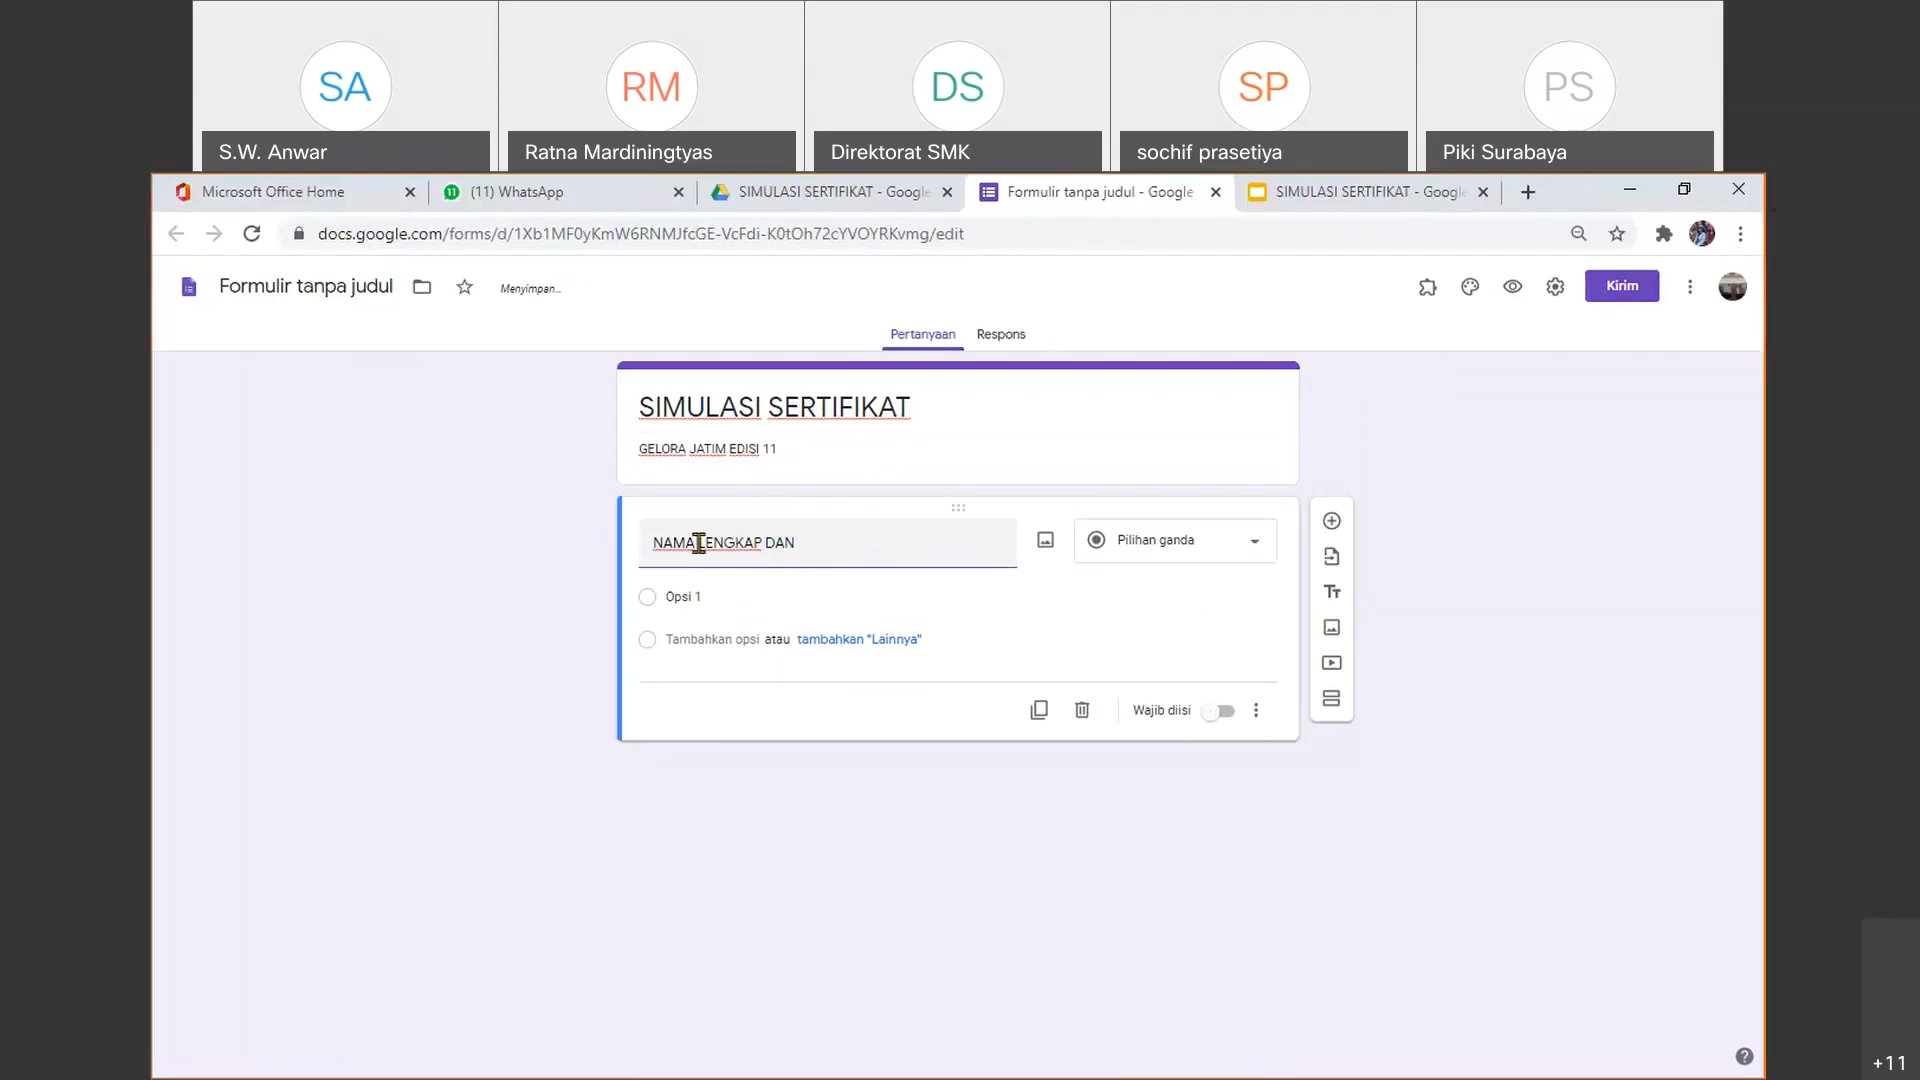 SA
RM
DS
SP
PS
S.W. Anwar
Ratna Mardiningtyas
Direktorat SMK
sochif prasetiya
Piki Surabaya
Microsoft Office Home
(11) WhatsApp
SIMULASI SERTIFIKAT - Google
Formulir tanpa judul - Google
SIMULASI SERTIFIKAT - Google
docs.google.com/forms/d/1Xb1MF0yKmW6RNMJfcGE-VcFdi-K0tOh72cYVOYRKvmg/edit
Formulir tanpa judul
Menyimpan...
Kirim
Pertanyaan
Respons
SIMULASI SERTIFIKAT
GELORA JATIM EDISI 11
NAMA LENGKAP DAN
Pilihan ganda
Opsi 1
Tambahkan opsi atau tambahkan "Lainnya"
Wajib diisi
+11